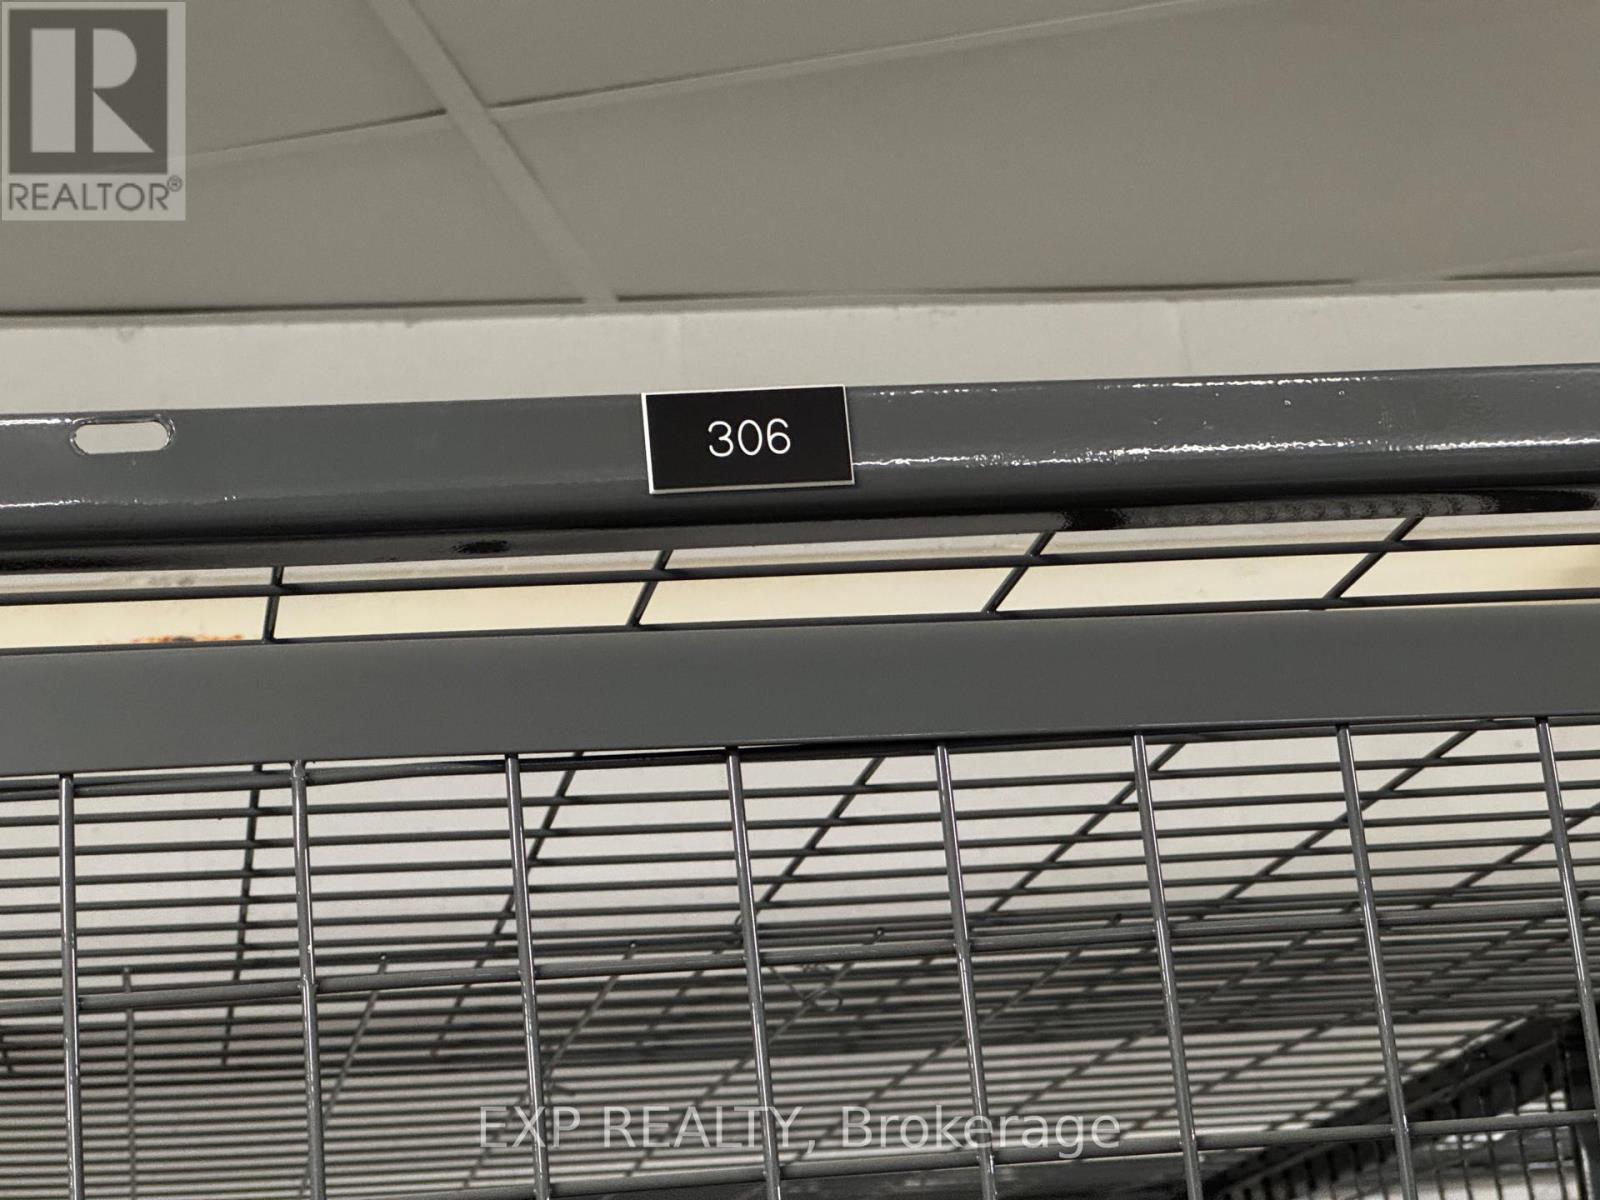 REALTOR®
306
EXP REALTY, Brokerage